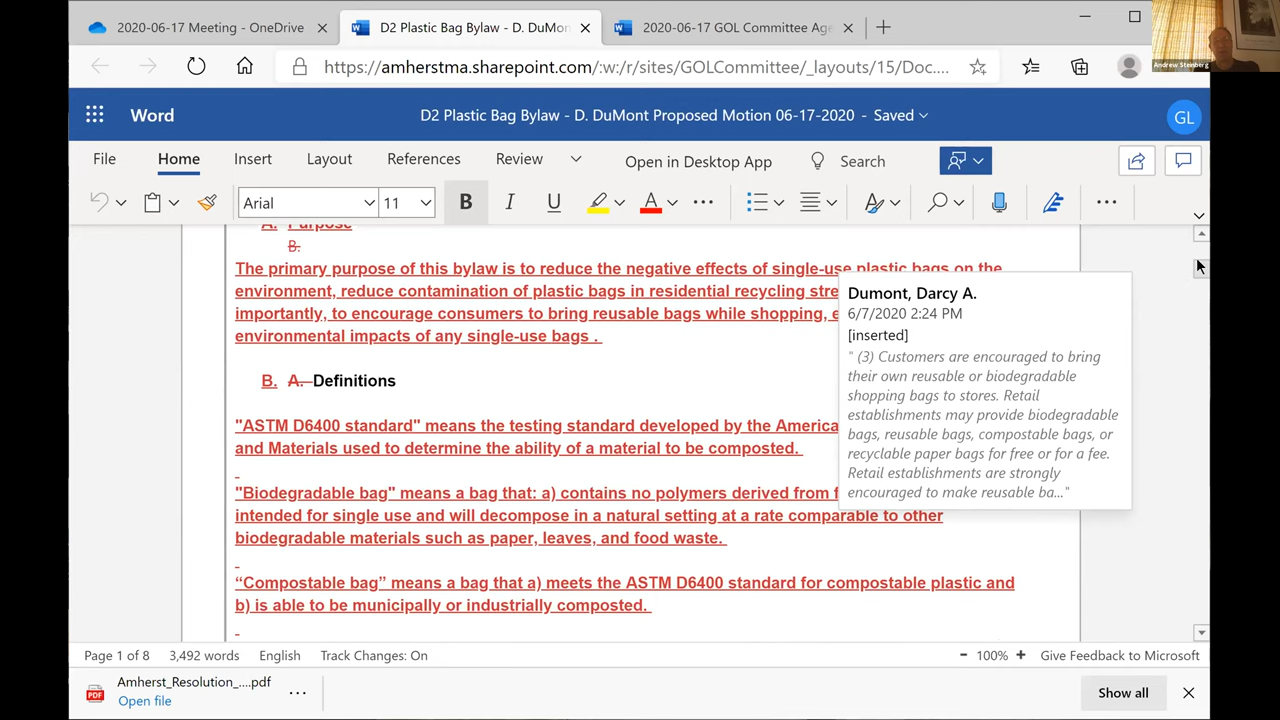 2020-06-17 Meeting - OneDrive
D2 Plastic Bag Bylaw - D. DuMon
2020-06-17 GOL Committee Age
Andrew Steinberg
https://amherstma.sharepoint.com/:w:/r/sites/GOLCommittee/_layouts/15/Doc....
Word
D2 Plastic Bag Bylaw - D. DuMont Proposed Motion 06-17-2020 - Saved
GL
File Home Insert Layout References Review Open in Desktop App Search
Arial 11 B I U A
A. Purpose
B.
The primary purpose of this bylaw is to reduce the negative effects of single-use plastic bags on the
environment, reduce contamination of plastic bags in residential recycling stre
importantly, to encourage consumers to bring reusable bags while shopping, e
environmental impacts of any single-use bags .
B. A. Definitions
"ASTM D6400 standard" means the testing standard developed by the America
and Materials used to determine the ability of a material to be composted.
"Biodegradable bag" means a bag that: a) contains no polymers derived from f
intended for single use and will decompose in a natural setting at a rate comparable to other
biodegradable materials such as paper, leaves, and food waste.
“Compostable bag” means a bag that a) meets the ASTM D6400 standard for compostable plastic and
b) is able to be municipally or industrially composted.
Dumont, Darcy A.
6/7/2020 2:24 PM
[inserted]
" (3) Customers are encouraged to bring
their own reusable or biodegradable
shopping bags to stores. Retail
establishments may provide biodegradable
bags, reusable bags, compostable bags, or
recyclable paper bags for free or for a fee.
Retail establishments are strongly
encouraged to make reusable ba..."
Page 1 of 8 3,492 words English Track Changes: On - 100% + Give Feedback to Microsoft
PDF
Amherst_Resolution_....pdf
Open file
Show all